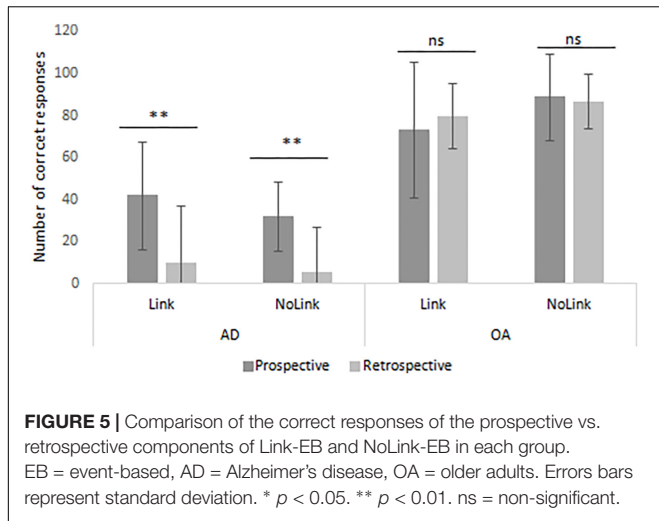 120
100
80
60
40
20
0
Number of corrcet responses
**
**
ns
ns
Link
NoLink
Link
NoLink
AD
OA
Prospective
Retrospective
FIGURE 5 | Comparison of the correct responses of the prospective vs.
retrospective components of Link-EB and NoLink-EB in each group.
EB = event-based, AD = Alzheimer's disease, OA = older adults. Errors bars
represent standard deviation. * p < 0.05. ** p < 0.01. ns = non-significant.